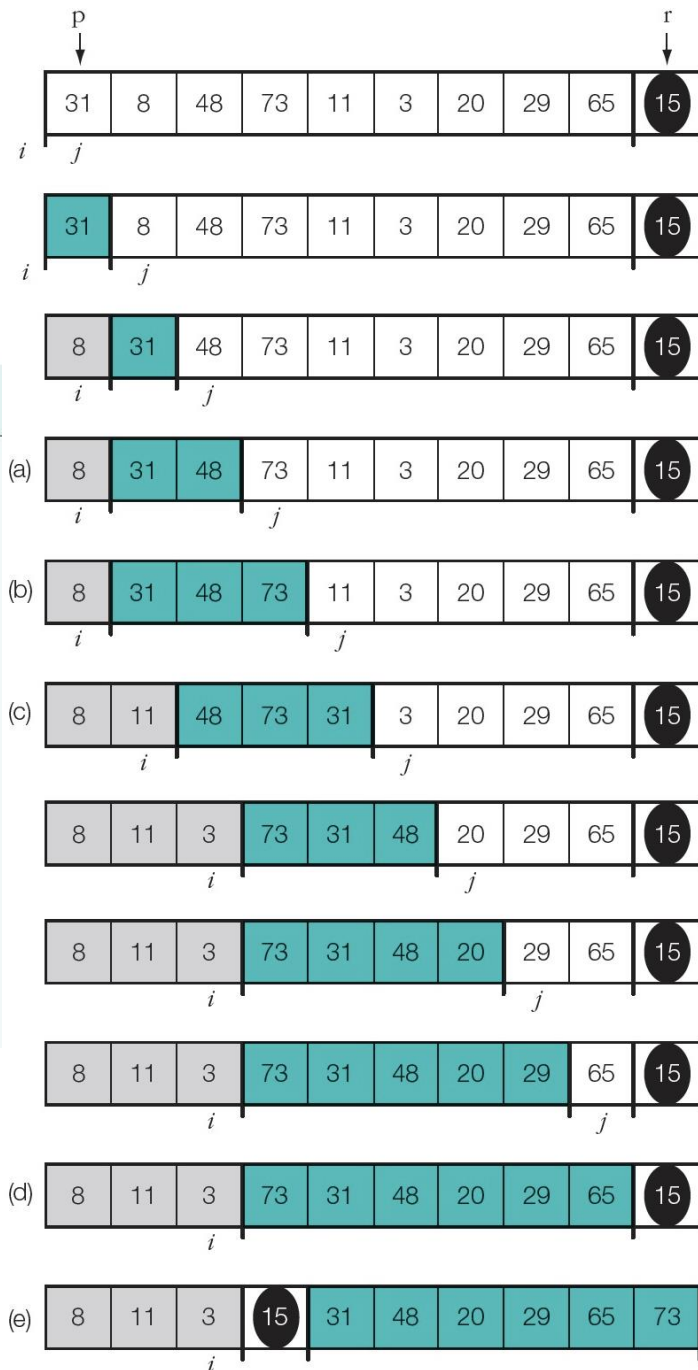 p r
31 8 48 73 11 3 20 29 65 15
i j
31 8 48 73 11 3 20 29 65 15
i j
8 31 48 73 11 3 20 29 65 15
i j
(a) 8 31 48 73 11 3 20 29 65 15
i j
(b) 8 31 48 73 11 3 20 29 65 15
i j
(c) 8 11 48 73 31 3 20 29 65 15
i j
8 11 3 73 31 48 20 29 65 15
i j
8 11 3 73 31 48 20 29 65 15
i j
8 11 3 73 31 48 20 29 65 15
i j
(d) 8 11 3 73 31 48 20 29 65 15
i
(e) 8 11 3 15 31 48 20 29 65 73
i